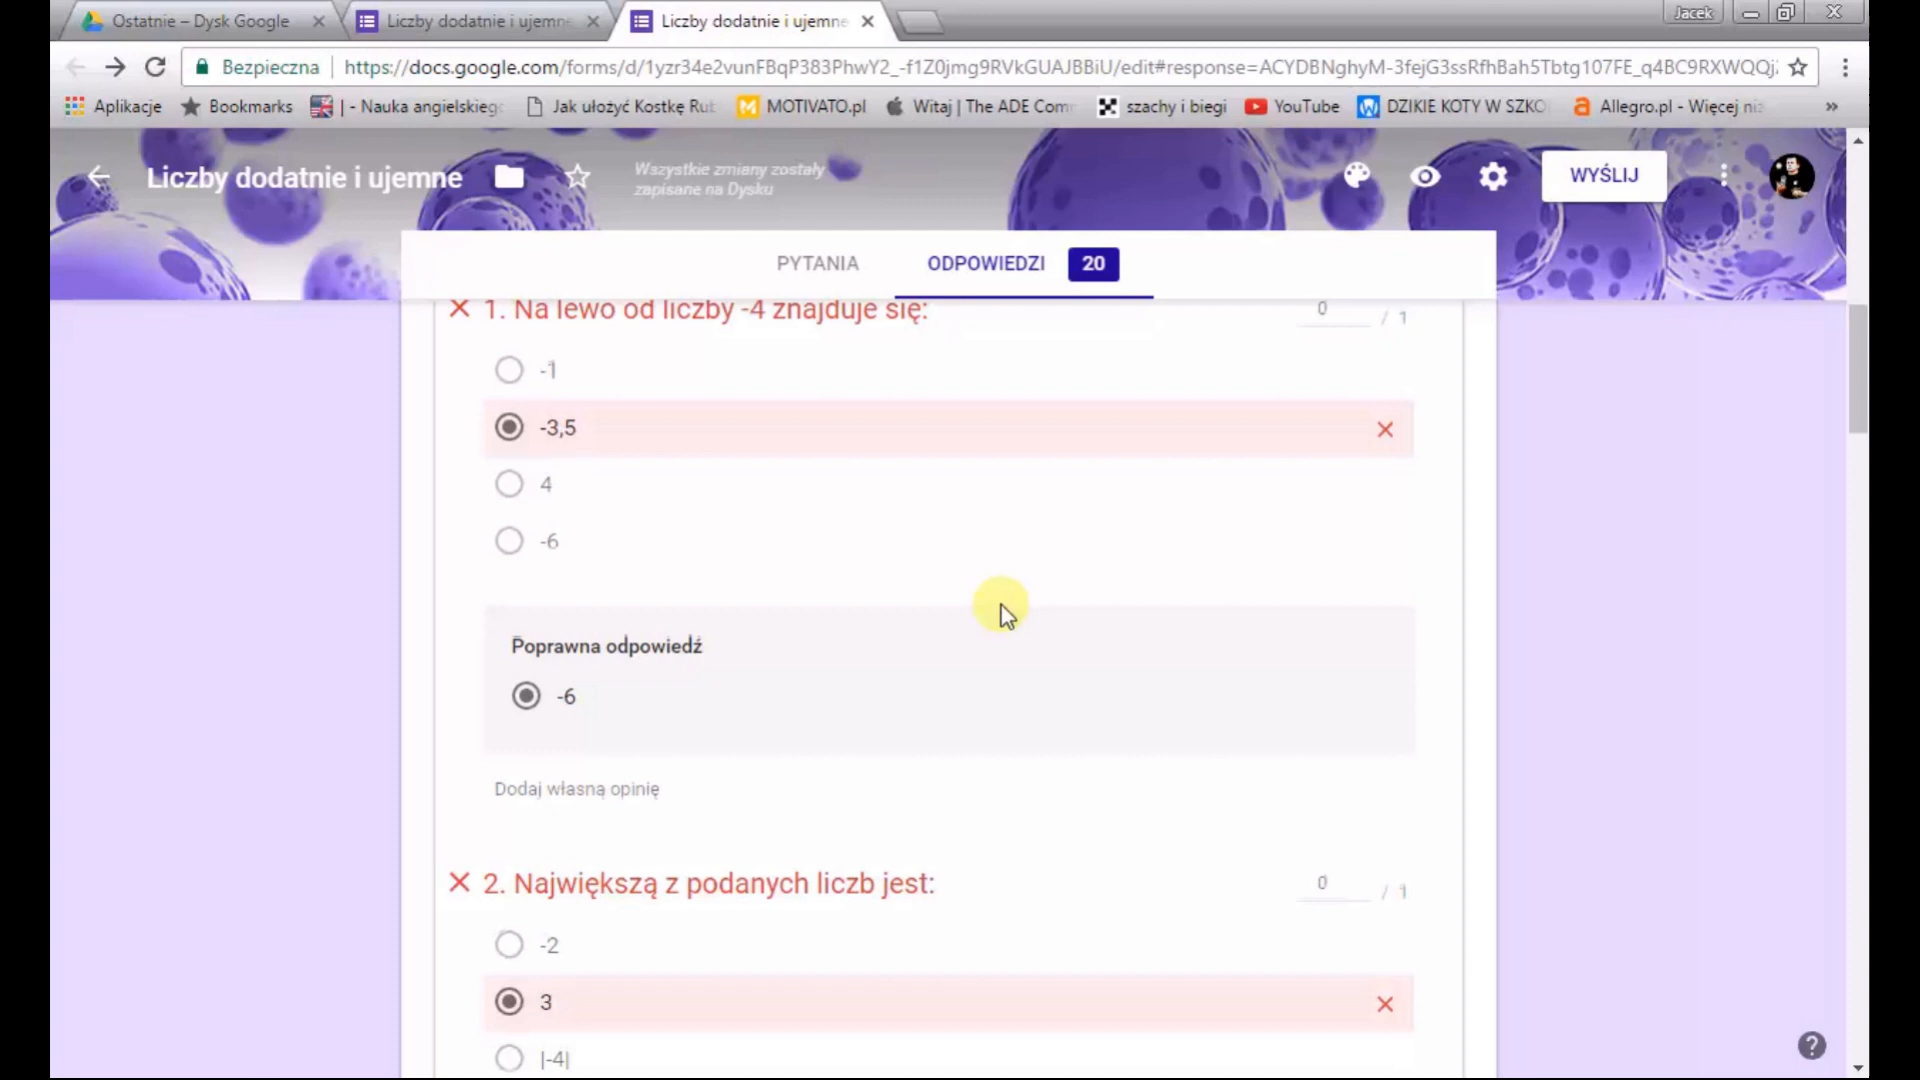 Ostatnie – Dysk Google
Liczby dodatnie i ujemne
Liczby dodatnie i ujemne
Jacek
Bezpieczna
https://docs.google.com/forms/d/1yzr34e2vunFBqP383PhwY2_-f1Z0jmg9RVkGUAJBBiU/edit#response=ACYDBNghyM-3fejG3ssRfhBah5Tbtg107FE_q4BC9RXWQQj
Aplikacje
Bookmarks
| - Nauka angielskieg
Jak ułożyć Kostkę Rub
MOTIVATO.pl
Witaj | The ADE Com
szachy i biegi
YouTube
DZIKIE KOTY W SZKO
Allegro.pl - Więcej niż
»
Liczby dodatnie i ujemne
Wszystkie zmiany zostały
zapisane na Dysku
WYŚLIJ
PYTANIA
ODPOWIEDZI 20
1. Na lewo od liczby -4 znajduje się:
0 / 1
-1
-3,5
4
-6
Poprawna odpowiedź
-6
Dodaj własną opinię
2. Największą z podanych liczb jest:
0 / 1
-2
3
|-4|